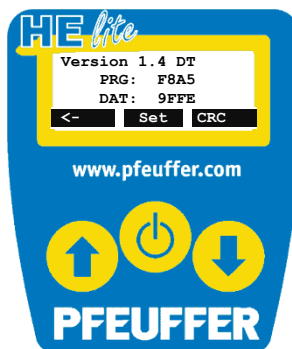 HE lite
Version 1.4 DT
PRG: F8A5
DAT: 9FFE
<- Set CRC
www.pfeuffer.com
PFEUFFER